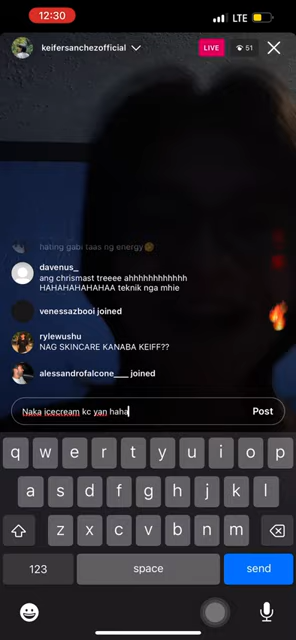 12:30
LTE
keifersanchezofficial
LIVE
51
hating gabi taas ng energy
davenus_
ang chrismast treeee ahhhhhhhhhhhh
HAHAHAHAHAHAA teknik nga mhie
venessazbooi joined
rylewushu
NAG SKINCARE KANABA KEIFF??
alessandrofalcone___ joined
Naka icecream kc yan haha
Post
q w e r t y u i o p
a s d f g h j k l
z x c v b n m
123
space
send